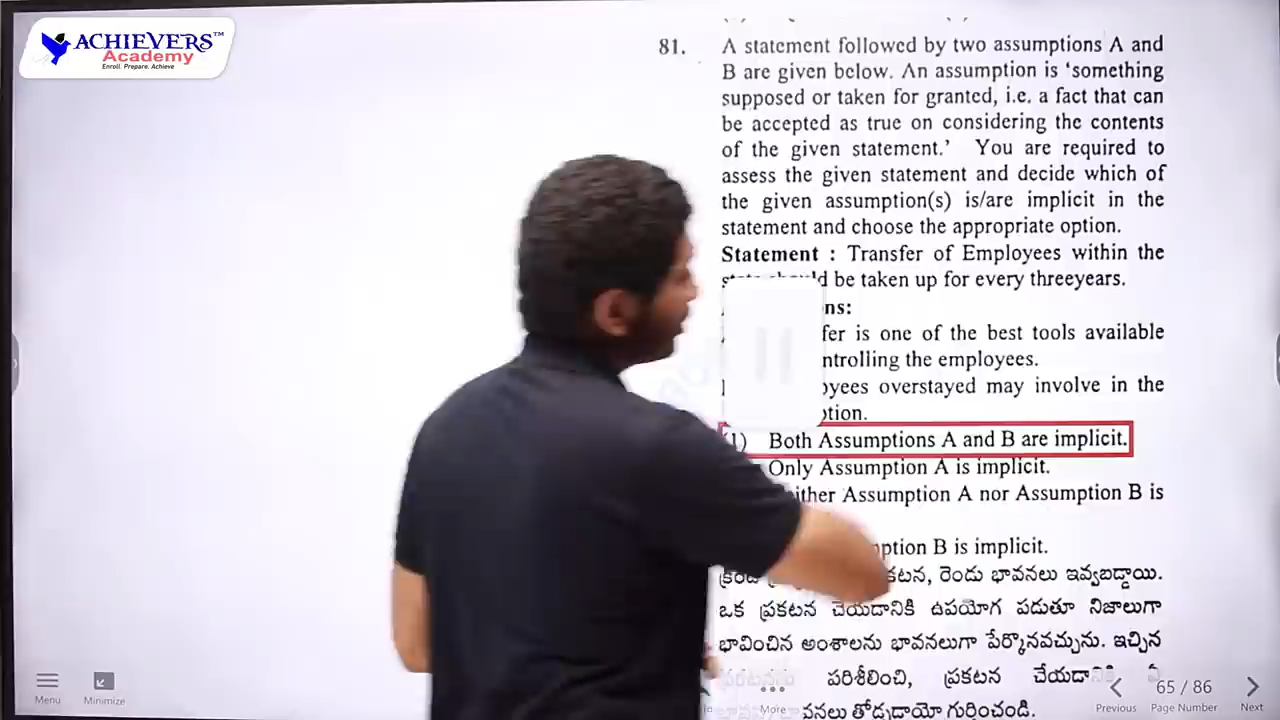 ACHIEVERS™
Academy
Enroll. Prepare. Achieve
81. A statement followed by two assumptions A and
B are given below. An assumption is ‘something
supposed or taken for granted, i.e. a fact that can
be accepted as true on considering the contents
of the given statement.’ You are required to
assess the given statement and decide which of
the given assumption(s) is/are implicit in the
statement and choose the appropriate option.
Statement : Transfer of Employees within the
be taken up for every threeyears.
is one of the best tools available
the employees.
overstayed may involve in the
(1) Both Assumptions A and B are implicit.
Only Assumption A is implicit.
Assumption A nor Assumption B is
B is implicit.
రెండు భావనలు ఇవ్వబడ్డాయి.
ఒక ప్రకటన చేయడానికి ఉపయోగ పడుతూ నిజాలుగా
భావించిన అంశాలను భావనలుగా పేర్కొనవచ్చును. ఇచ్చిన
పరిశీలించి, ప్రకటన
తోడ్పడాయో గుర్తించండి.
Menu
Minimize
More
65 / 86
Previous Page Number Next